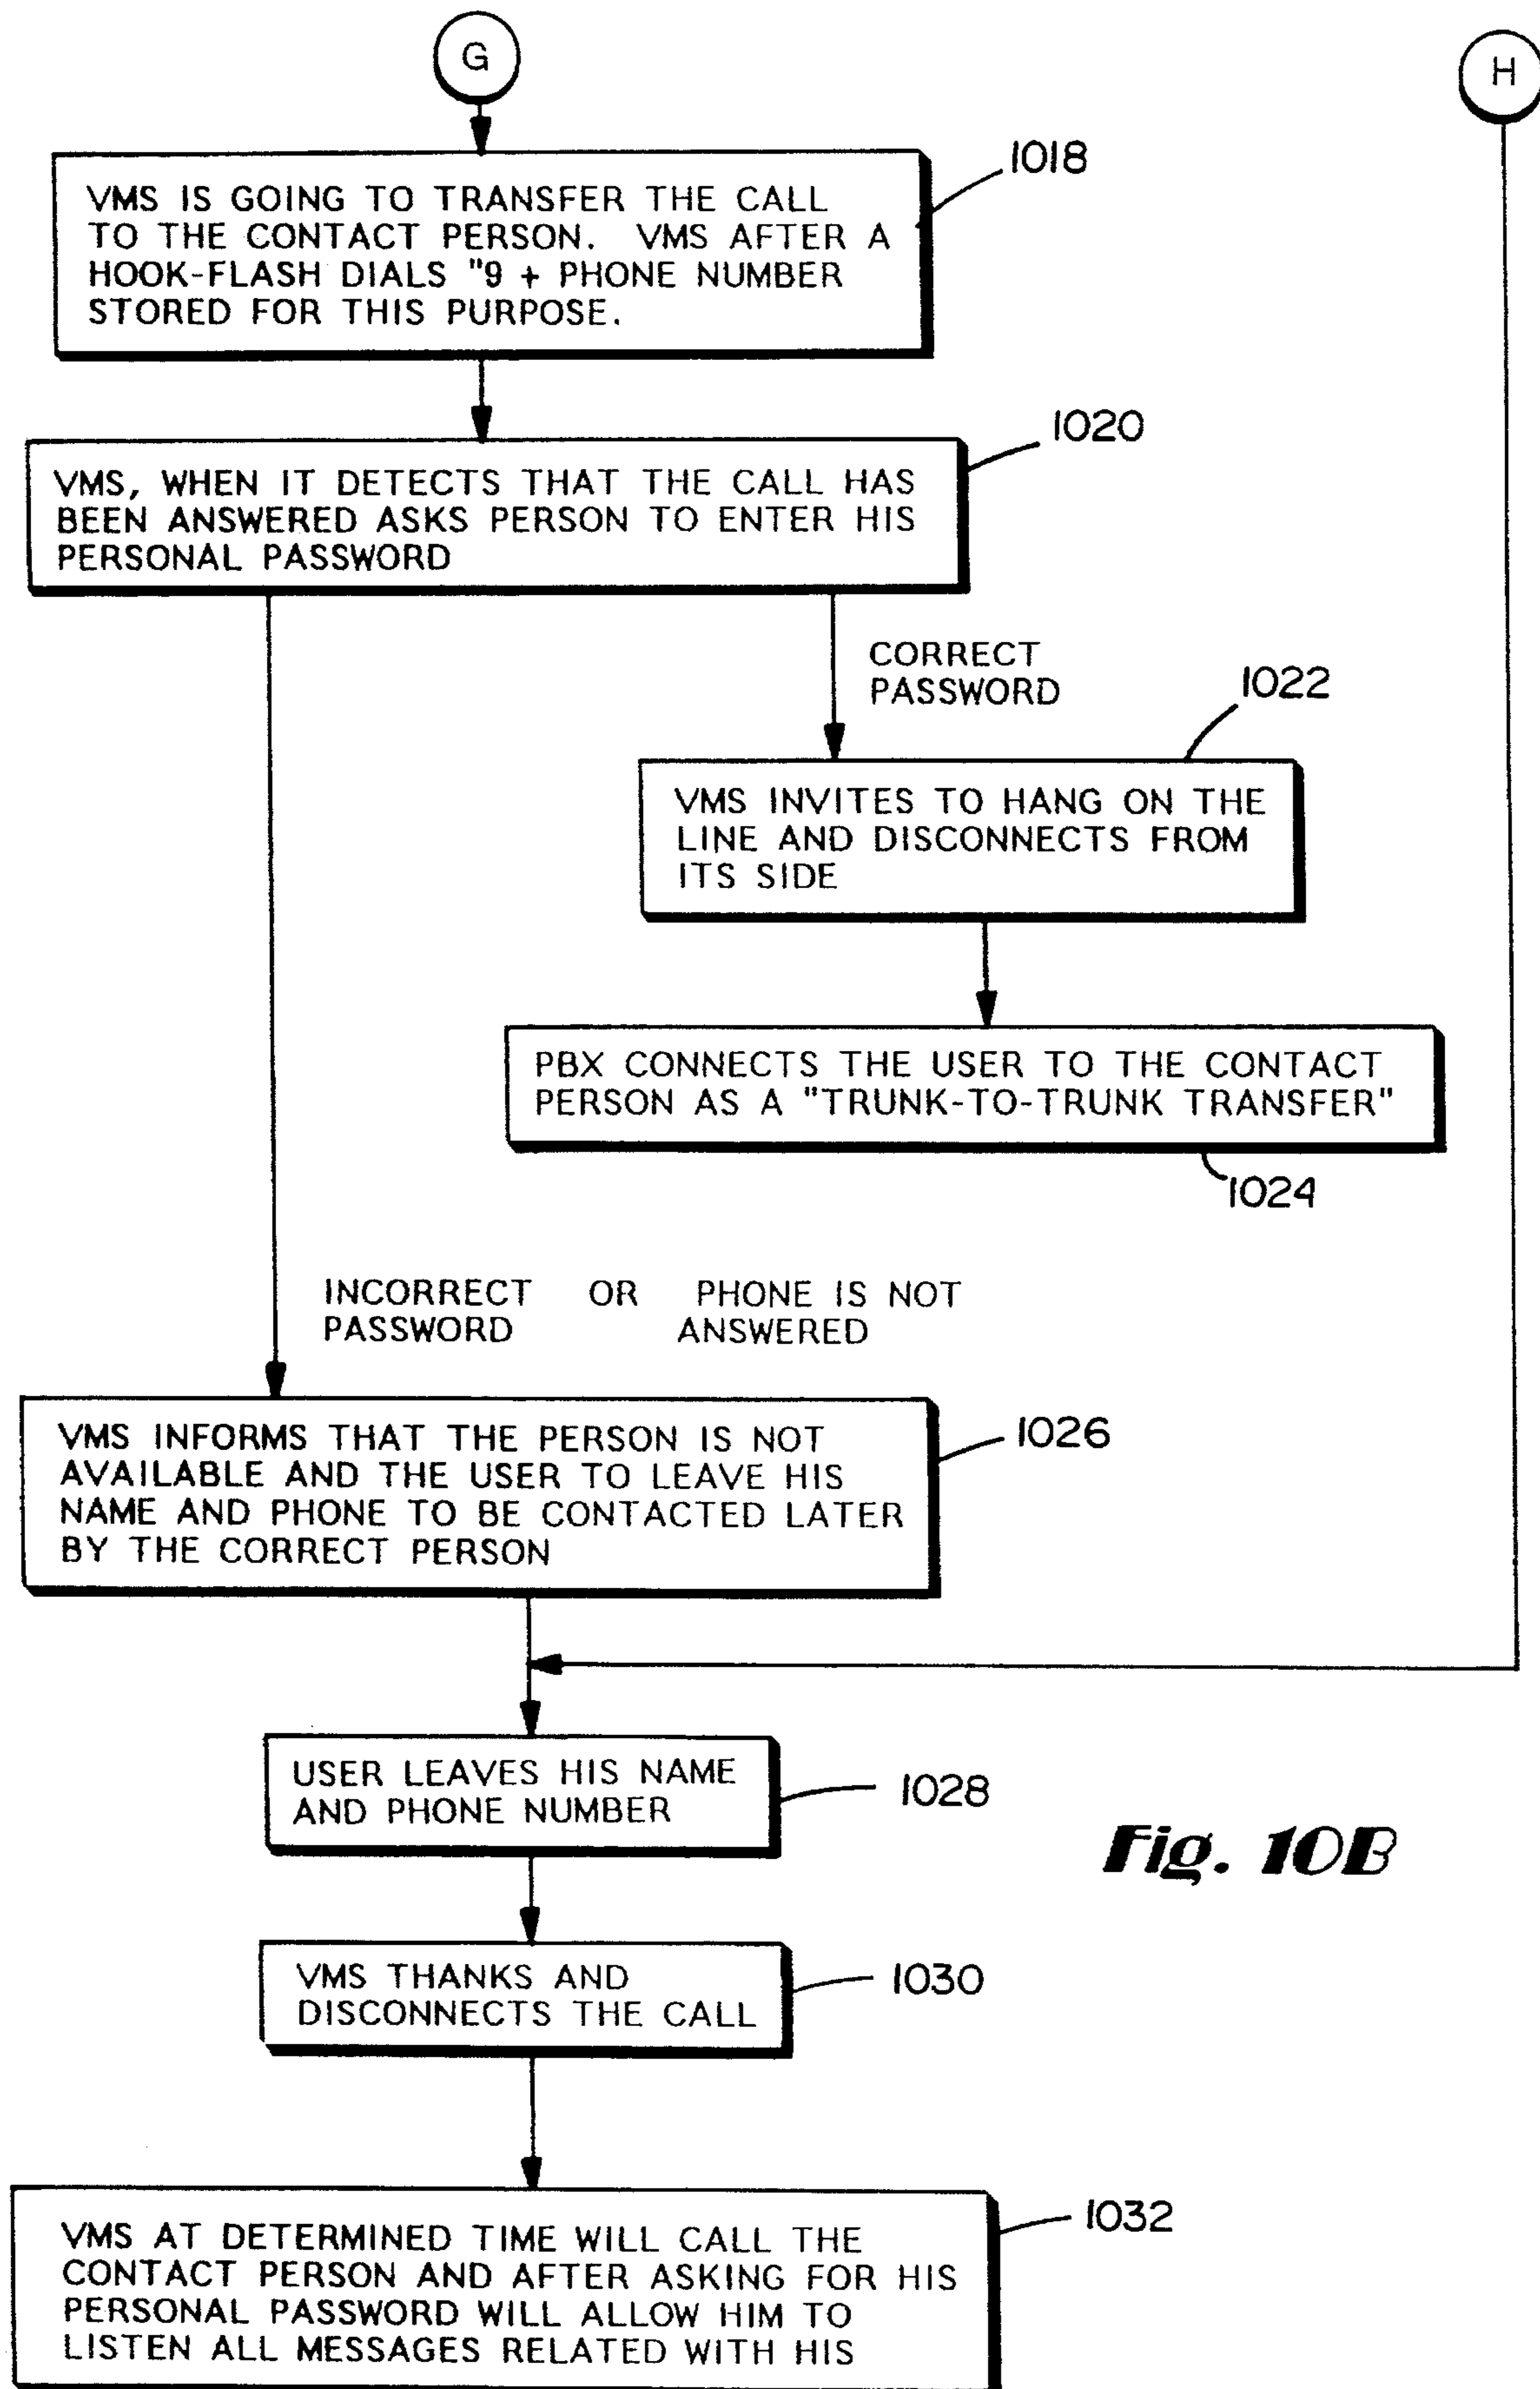 G
H
1018
VMS IS GOING TO TRANSFER THE CALL
TO THE CONTACT PERSON. VMS AFTER A
HOOK-FLASH DIALS "9 + PHONE NUMBER
STORED FOR THIS PURPOSE.
1020
VMS, WHEN IT DETECTS THAT THE CALL HAS
BEEN ANSWERED ASKS PERSON TO ENTER HIS
PERSONAL PASSWORD
CORRECT
PASSWORD
1022
VMS INVITES TO HANG ON THE
LINE AND DISCONNECTS FROM
ITS SIDE
PBX CONNECTS THE USER TO THE CONTACT
PERSON AS A "TRUNK-TO-TRUNK TRANSFER"
1024
INCORRECT OR PHONE IS NOT
PASSWORD ANSWERED
1026
VMS INFORMS THAT THE PERSON IS NOT
AVAILABLE AND THE USER TO LEAVE HIS
NAME AND PHONE TO BE CONTACTED LATER
BY THE CORRECT PERSON
USER LEAVES HIS NAME
AND PHONE NUMBER
1028
Fig. 10B
VMS THANKS AND
DISCONNECTS THE CALL
1030
1032
VMS AT DETERMINED TIME WILL CALL THE
CONTACT PERSON AND AFTER ASKING FOR HIS
PERSONAL PASSWORD WILL ALLOW HIM TO
LISTEN ALL MESSAGES RELATED WITH HIS